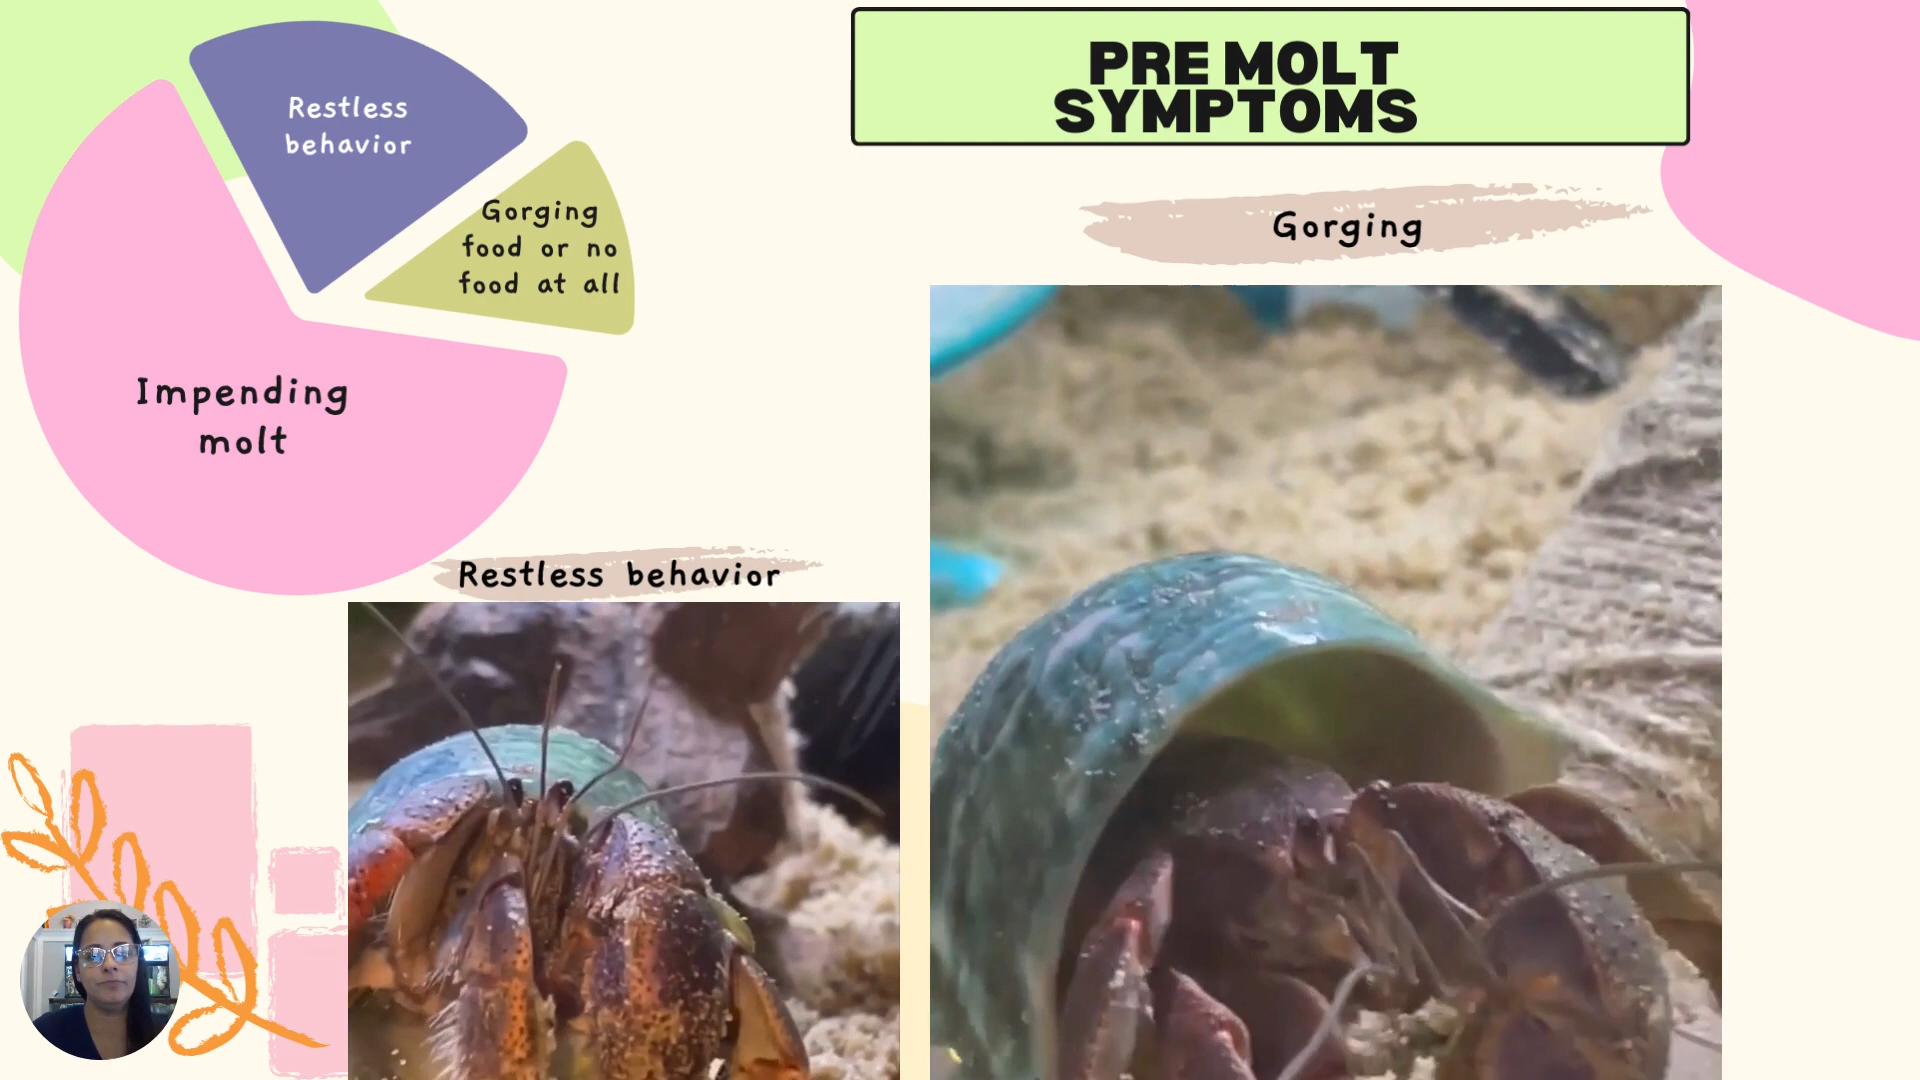 PRE MOLT
SYMPTOMS
Restless
behavior
Gorging
food or no
food at all
Impending
molt
Gorging
Restless behavior